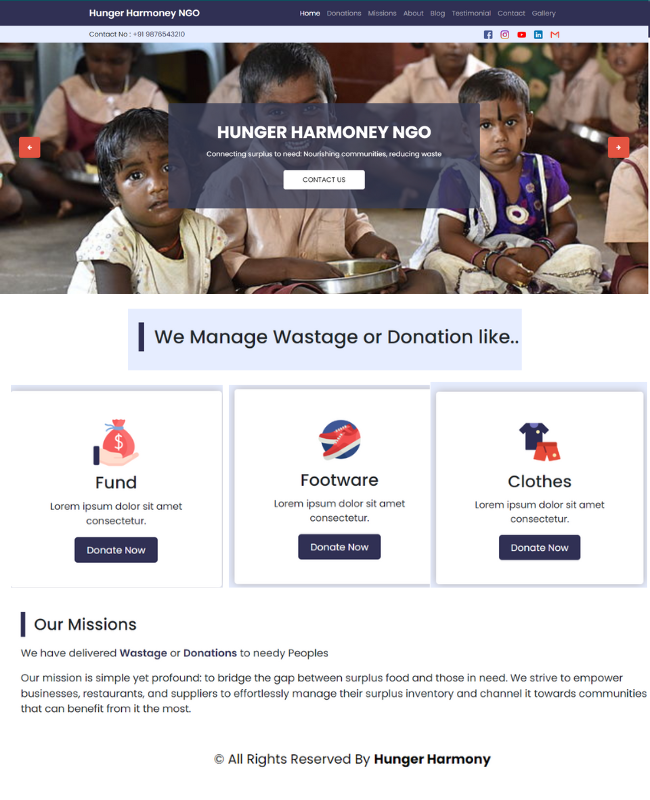 Hunger Harmoney NGO
Home Donations Missions About Blog Testimonial Contact Gallery
Contact No : +91 9876543210
HUNGER HARMONEY NGO
Connecting surplus to need: Nourishing communities, reducing waste
CONTACT US
We Manage Wastage or Donation like..
Fund
Lorem ipsum dolor sit amet
consectetur.
Donate Now
Footware
Lorem ipsum dolor sit amet
consectetur.
Donate Now
Clothes
Lorem ipsum dolor sit amet
consectetur.
Donate Now
Our Missions
We have delivered Wastage or Donations to needy Peoples
Our mission is simple yet profound: to bridge the gap between surplus food and those in need. We strive to empower
businesses, restaurants, and suppliers to effortlessly manage their surplus inventory and channel it towards communities
that can benefit from it the most.
© All Rights Reserved By Hunger Harmony